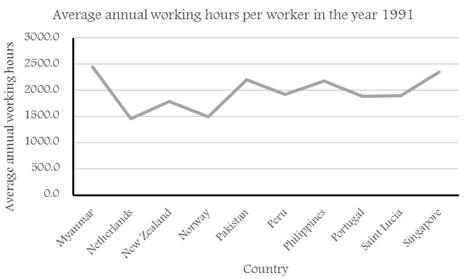 Average annual working hours per worker in the year 1991
Average annual working hours
3000.0
2500.0
2000.0
1500.0
1000.0
500.0
0.0
Myanmar
Netherlands
New Zealand
Norway
Pakistan
Peru
Philippines
Portugal
Saint Lucia
Singapore
Country